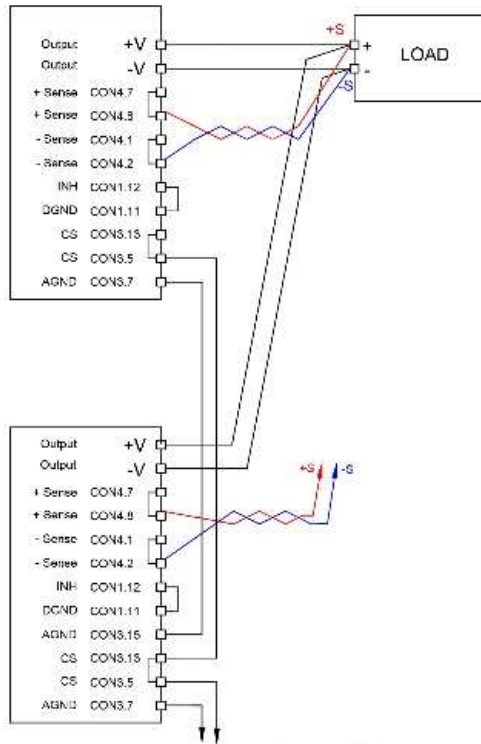 Output +V
Output -V
+ Sense CON4.7
+ Sense CON4.8
- Sense CON4.1
- Sense CON4.2
INH CON1.12
DGND CON1.11
CS CON3.13
CS CON3.5
AGND CON3.7
+S
-S
+
-
LOAD
Output +V
Output -V
+ Sense CON4.7
+ Sense CON4.8
- Sense CON4.1
- Sense CON4.2
INH CON1.12
DGND CON1.11
AGND CON3.15
CS CON3.13
CS CON3.5
AGND CON3.7
+S -S